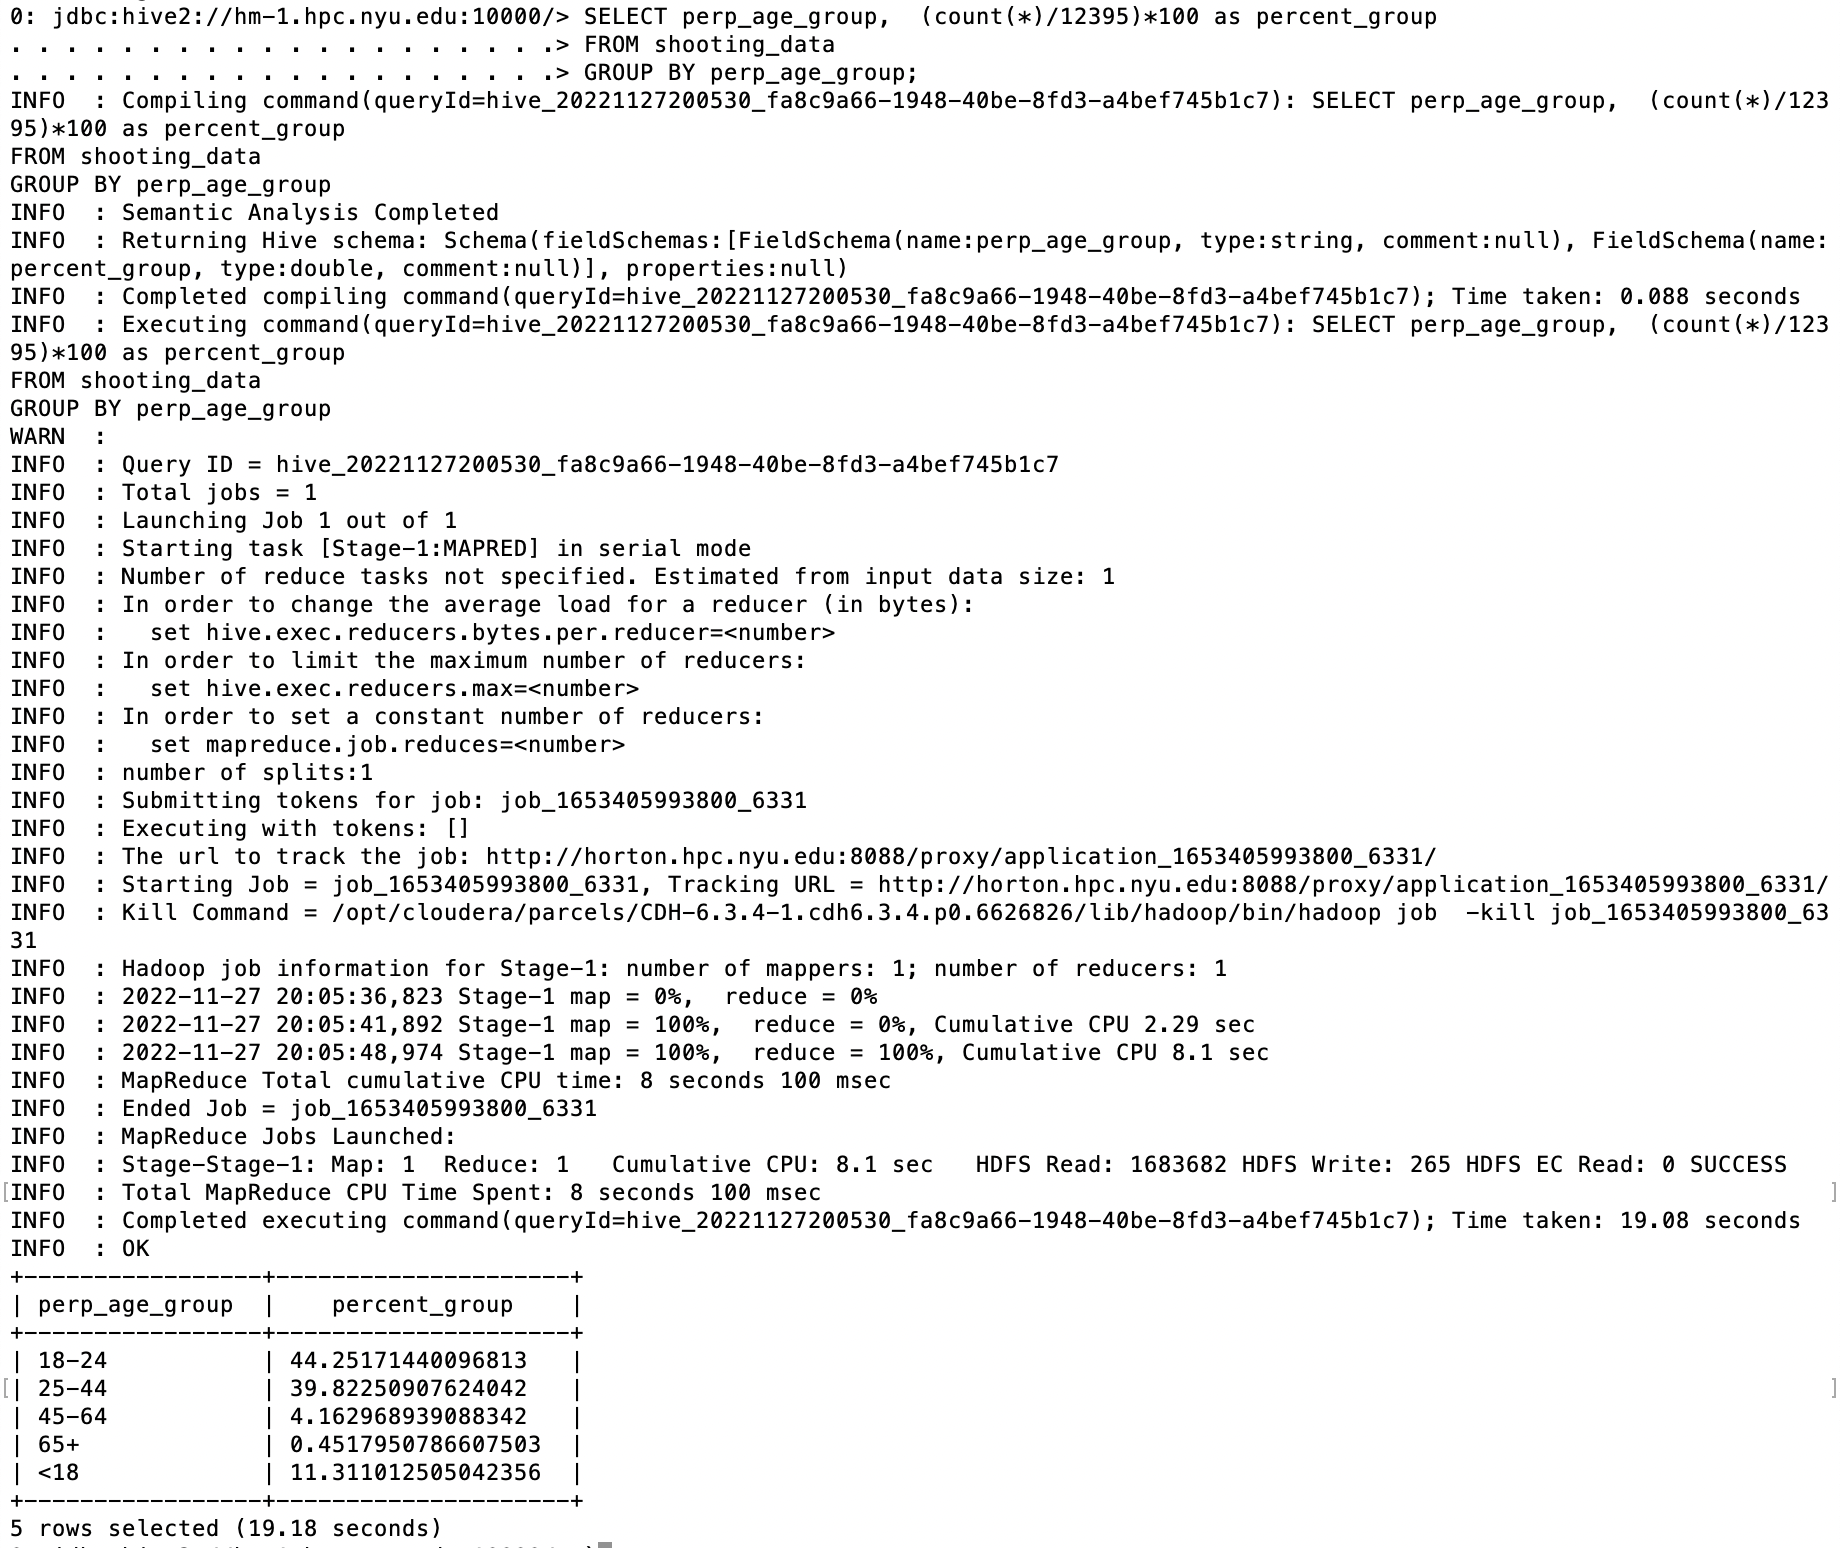 0: jdbc:hive2://hm-1.hpc.nyu.edu:10000/> SELECT perp_age_group,  (count(*)/12395)*100 as percent_group
. . . . . . . . . . . . . . . . . . . .> FROM shooting_data
. . . . . . . . . . . . . . . . . . . .> GROUP BY perp_age_group;
INFO  : Compiling command(queryId=hive_20221127200530_fa8c9a66-1948-40be-8fd3-a4bef745b1c7): SELECT perp_age_group,  (count(*)/123
95)*100 as percent_group
FROM shooting_data
GROUP BY perp_age_group
INFO  : Semantic Analysis Completed
INFO  : Returning Hive schema: Schema(fieldSchemas:[FieldSchema(name:perp_age_group, type:string, comment:null), FieldSchema(name:
percent_group, type:double, comment:null)], properties:null)
INFO  : Completed compiling command(queryId=hive_20221127200530_fa8c9a66-1948-40be-8fd3-a4bef745b1c7); Time taken: 0.088 seconds
INFO  : Executing command(queryId=hive_20221127200530_fa8c9a66-1948-40be-8fd3-a4bef745b1c7): SELECT perp_age_group,  (count(*)/123
95)*100 as percent_group
FROM shooting_data
GROUP BY perp_age_group
WARN  :
INFO  : Query ID = hive_20221127200530_fa8c9a66-1948-40be-8fd3-a4bef745b1c7
INFO  : Total jobs = 1
INFO  : Launching Job 1 out of 1
INFO  : Starting task [Stage-1:MAPRED] in serial mode
INFO  : Number of reduce tasks not specified. Estimated from input data size: 1
INFO  : In order to change the average load for a reducer (in bytes):
INFO  :   set hive.exec.reducers.bytes.per.reducer=<number>
INFO  : In order to limit the maximum number of reducers:
INFO  :   set hive.exec.reducers.max=<number>
INFO  : In order to set a constant number of reducers:
INFO  :   set mapreduce.job.reduces=<number>
INFO  : number of splits:1
INFO  : Submitting tokens for job: job_1653405993800_6331
INFO  : Executing with tokens: []
INFO  : The url to track the job: http://horton.hpc.nyu.edu:8088/proxy/application_1653405993800_6331/
INFO  : Starting Job = job_1653405993800_6331, Tracking URL = http://horton.hpc.nyu.edu:8088/proxy/application_1653405993800_6331/
INFO  : Kill Command = /opt/cloudera/parcels/CDH-6.3.4-1.cdh6.3.4.p0.6626826/lib/hadoop/bin/hadoop job  -kill job_1653405993800_63
31
INFO  : Hadoop job information for Stage-1: number of mappers: 1; number of reducers: 1
INFO  : 2022-11-27 20:05:36,823 Stage-1 map = 0%,  reduce = 0%
INFO  : 2022-11-27 20:05:41,892 Stage-1 map = 100%,  reduce = 0%, Cumulative CPU 2.29 sec
INFO  : 2022-11-27 20:05:48,974 Stage-1 map = 100%,  reduce = 100%, Cumulative CPU 8.1 sec
INFO  : MapReduce Total cumulative CPU time: 8 seconds 100 msec
INFO  : Ended Job = job_1653405993800_6331
INFO  : MapReduce Jobs Launched:
INFO  : Stage-Stage-1: Map: 1  Reduce: 1   Cumulative CPU: 8.1 sec   HDFS Read: 1683682 HDFS Write: 265 HDFS EC Read: 0 SUCCESS
INFO  : Total MapReduce CPU Time Spent: 8 seconds 100 msec
INFO  : Completed executing command(queryId=hive_20221127200530_fa8c9a66-1948-40be-8fd3-a4bef745b1c7); Time taken: 19.08 seconds
INFO  : OK
+-----------------+---------------------+
| perp_age_group  |    percent_group    |
+-----------------+---------------------+
| 18-24           | 44.25171440096813   |
| 25-44           | 39.82250907624042   |
| 45-64           | 4.162968939088342   |
| 65+             | 0.4517950786607503  |
| <18             | 11.311012505042356  |
+-----------------+---------------------+
5 rows selected (19.18 seconds)